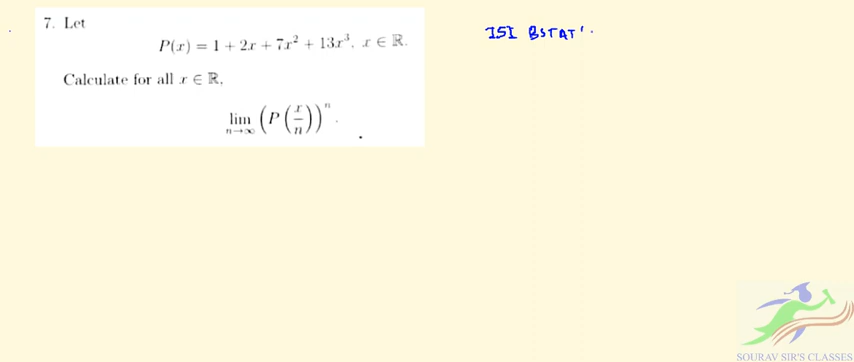 7. Let
P(x) = 1 + 2x + 7x² + 13x³, x ∈ ℝ.
Calculate for all x ∈ ℝ,
lim n→∞ (P(x/n))ⁿ.
ISI BSTAT'.
SOURAV SIR'S CLASSES